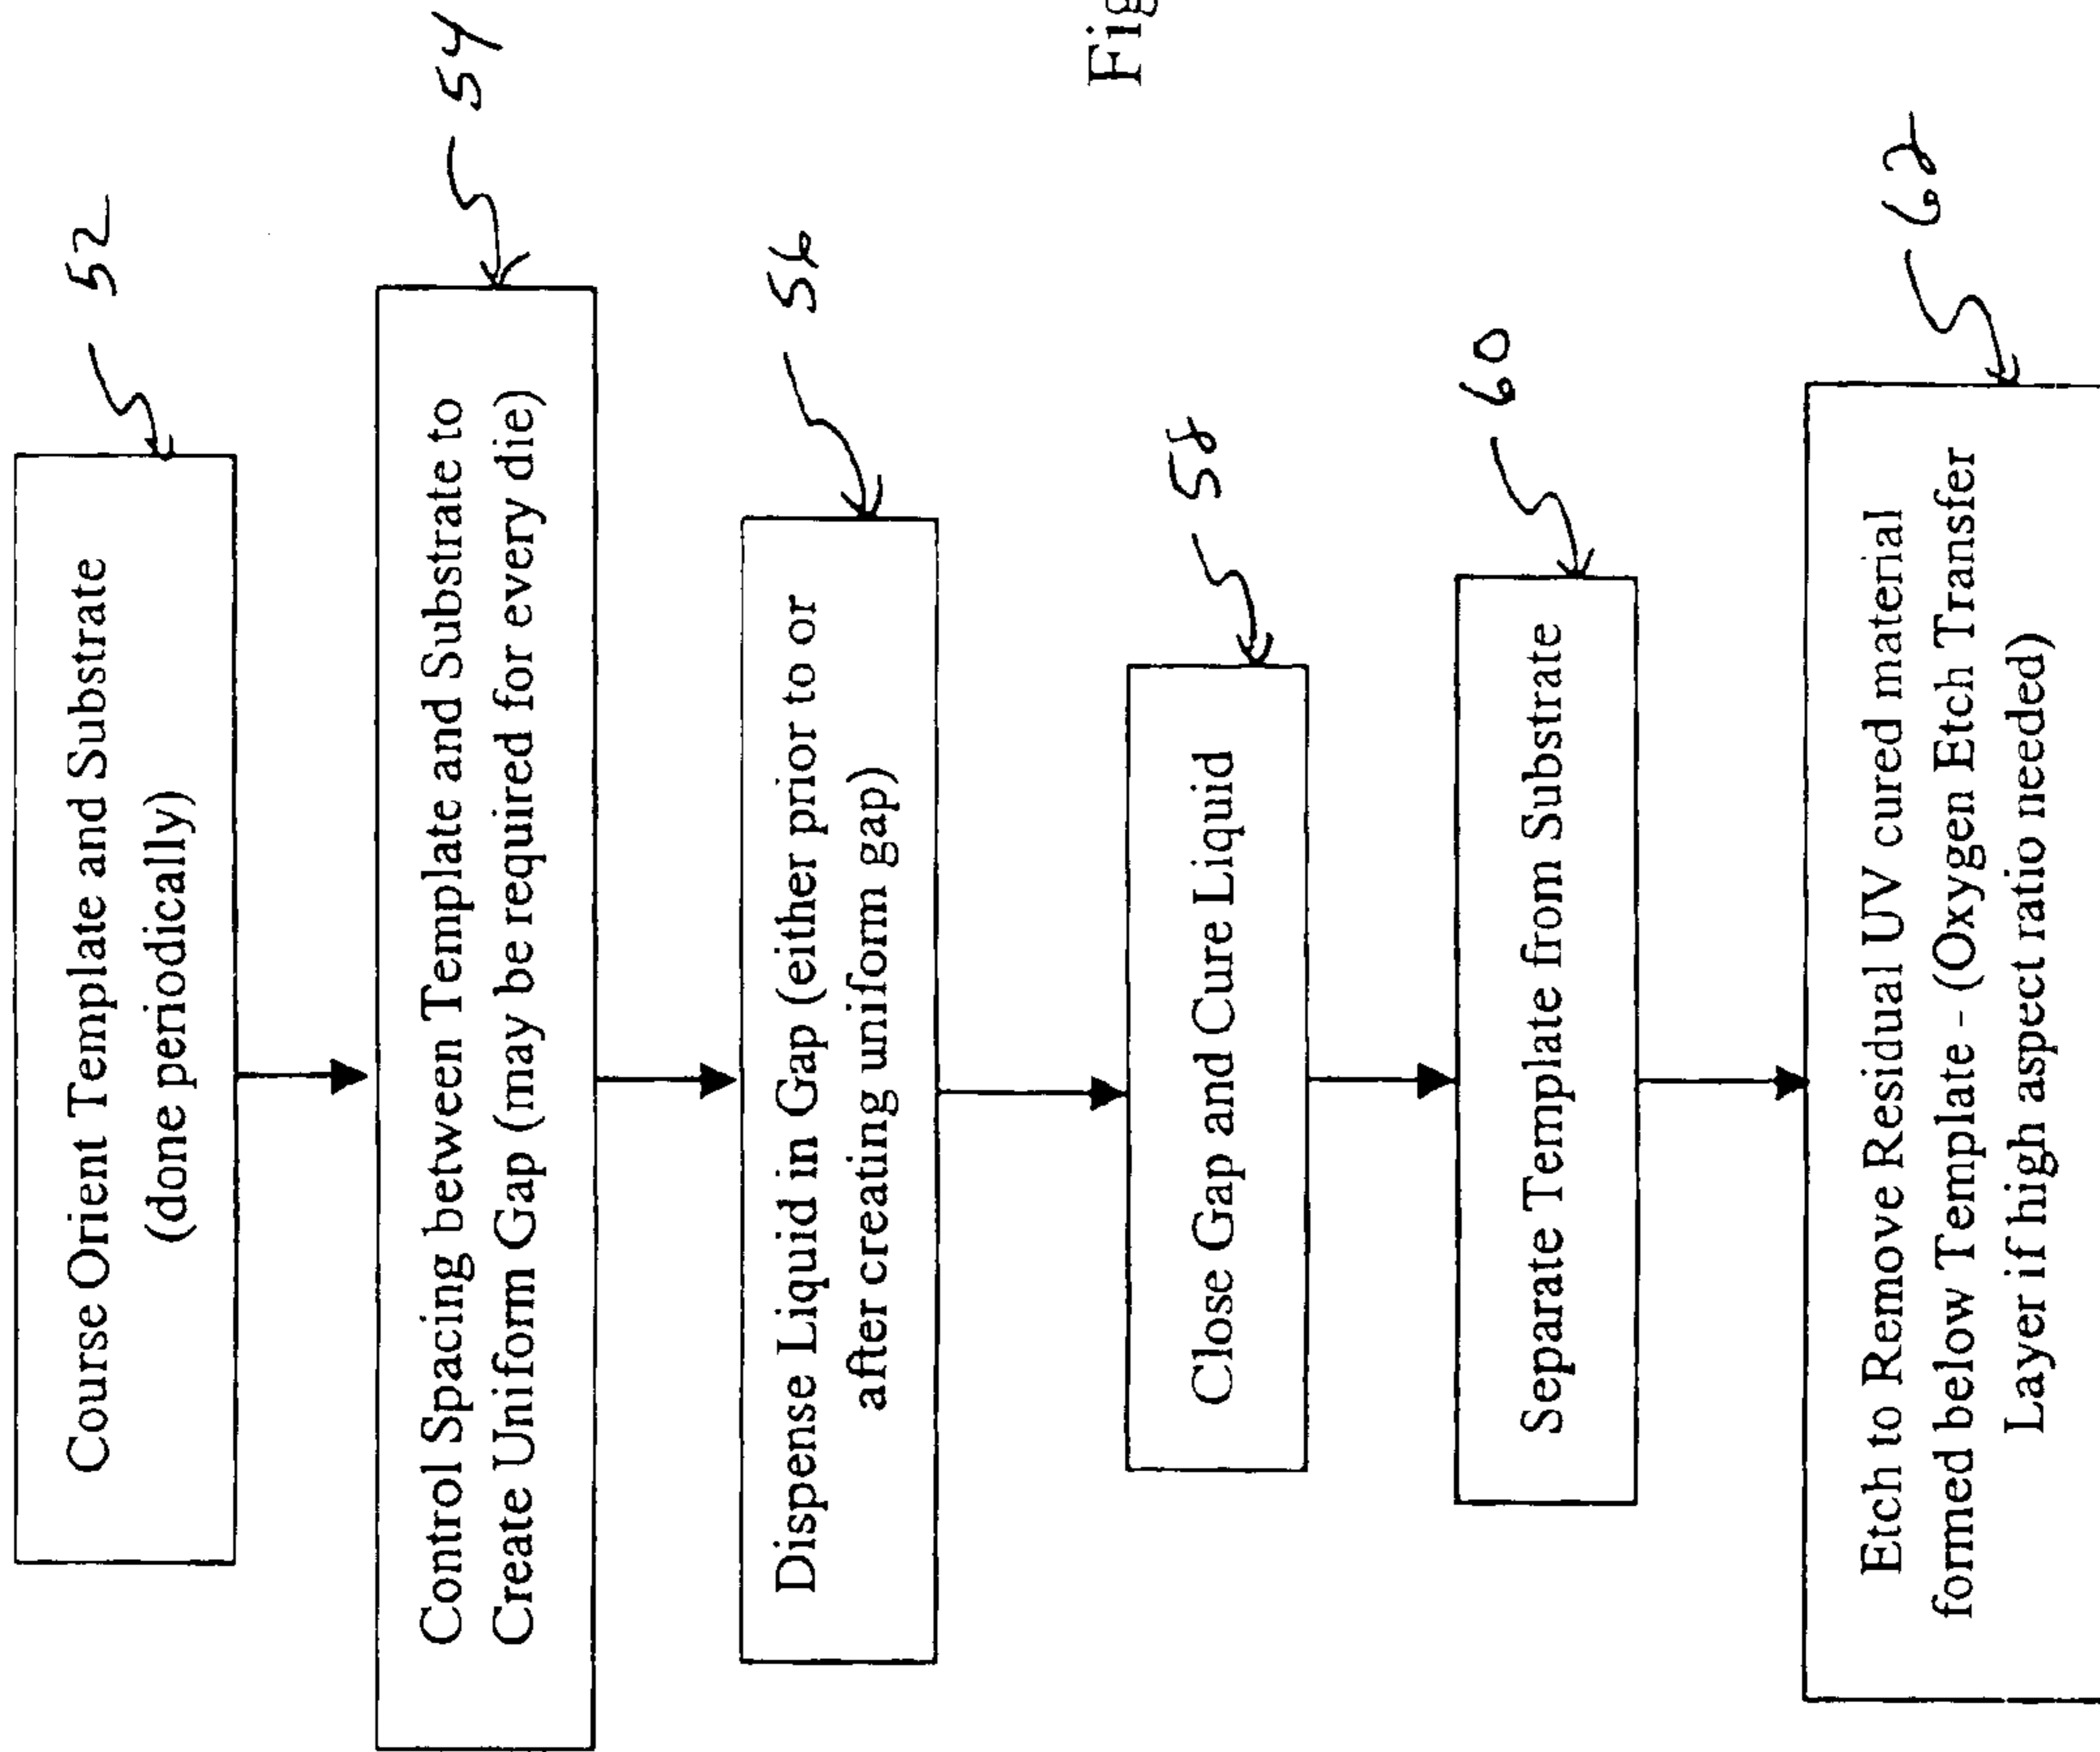 Course Orient Template and Substrate
(done periodically)
52
Control Spacing between Template and Substrate to
Create Uniform Gap (may be required for every die)
54
Dispense Liquid in Gap (either prior to or
after creating uniform gap)
56
Close Gap and Cure Liquid
58
Separate Template from Substrate
60
Etch to Remove Residual UV cured material
formed below Template - (Oxygen Etch Transfer
Layer if high aspect ratio needed)
62
Fig